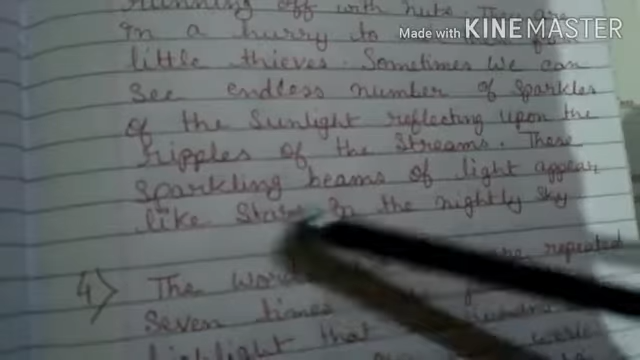 Made with KINEMASTER
running off with nuts. They are
in a hurry to
little thieves. Sometimes we can
see endless number of sparkles
of the sunlight reflecting upon the
ripples of the streams. These
sparkling beams of light appear
like stars in the nightly sky
4) The word repeated
seven times
highlight that